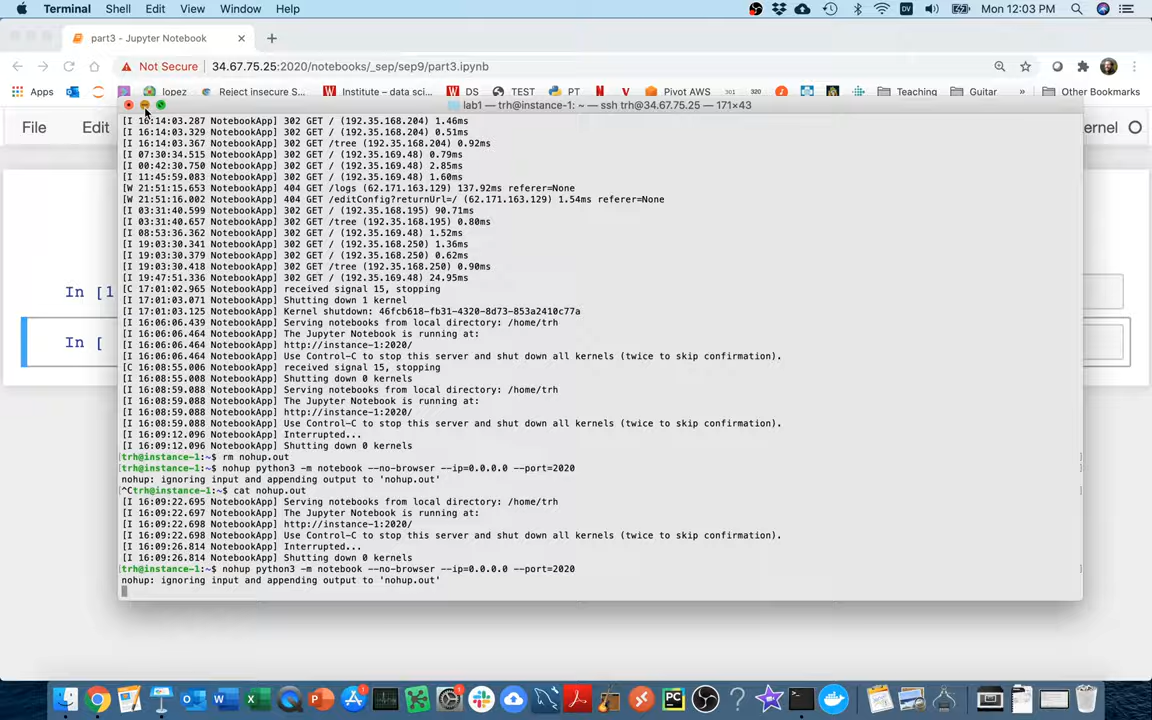 Terminal Shell Edit View Window Help DV Mon 12:03 PM
part3 - Jupyter Notebook
Not Secure 34.67.75.25:2020/notebooks/_sep/sep9/part3.ipynb
Apps lopez Reject insecure S... Institute – data sci... DS TEST PT Pivot AWS 301 320 Teaching Guitar Other Bookmarks
lab1 — trh@instance-1: ~ — ssh trh@34.67.75.25 — 171×43
File Edit ernel
In [1
In [
[I 16:14:03.287 NotebookApp] 302 GET / (192.35.168.204) 1.46ms
[I 16:14:03.329 NotebookApp] 302 GET / (192.35.168.204) 0.51ms
[I 16:14:03.367 NotebookApp] 302 GET /tree (192.35.168.204) 0.92ms
[I 07:30:34.515 NotebookApp] 302 GET / (192.35.169.48) 0.79ms
[I 00:42:30.750 NotebookApp] 302 GET / (192.35.169.48) 2.85ms
[I 11:45:59.083 NotebookApp] 302 GET / (192.35.169.48) 1.60ms
[W 21:51:15.653 NotebookApp] 404 GET /logs (62.171.163.129) 137.92ms referer=None
[W 21:51:16.002 NotebookApp] 404 GET /editConfig?returnUrl=/ (62.171.163.129) 1.54ms referer=None
[I 03:31:40.599 NotebookApp] 302 GET / (192.35.168.195) 90.71ms
[I 03:31:40.657 NotebookApp] 302 GET /tree (192.35.168.195) 0.80ms
[I 08:53:36.362 NotebookApp] 302 GET / (192.35.169.48) 1.52ms
[I 19:03:30.341 NotebookApp] 302 GET / (192.35.168.250) 1.36ms
[I 19:03:30.379 NotebookApp] 302 GET / (192.35.168.250) 0.62ms
[I 19:03:30.418 NotebookApp] 302 GET /tree (192.35.168.250) 0.90ms
[I 19:47:51.336 NotebookApp] 302 GET / (192.35.169.48) 24.95ms
[C 17:01:02.965 NotebookApp] received signal 15, stopping
[I 17:01:03.071 NotebookApp] Shutting down 1 kernel
[I 17:01:03.125 NotebookApp] Kernel shutdown: 46fcb618-fb31-4320-8d73-853a2410c77a
[I 16:06:06.439 NotebookApp] Serving notebooks from local directory: /home/trh
[I 16:06:06.464 NotebookApp] The Jupyter Notebook is running at:
[I 16:06:06.464 NotebookApp] http://instance-1:2020/
[I 16:06:06.464 NotebookApp] Use Control-C to stop this server and shut down all kernels (twice to skip confirmation).
[C 16:08:55.006 NotebookApp] received signal 15, stopping
[I 16:08:55.008 NotebookApp] Shutting down 0 kernels
[I 16:08:59.088 NotebookApp] Serving notebooks from local directory: /home/trh
[I 16:08:59.088 NotebookApp] The Jupyter Notebook is running at:
[I 16:08:59.088 NotebookApp] http://instance-1:2020/
[I 16:08:59.088 NotebookApp] Use Control-C to stop this server and shut down all kernels (twice to skip confirmation).
[I 16:09:12.096 NotebookApp] Interrupted...
[I 16:09:12.096 NotebookApp] Shutting down 0 kernels
[trh@instance-1:~$ rm nohup.out ]
[trh@instance-1:~$ nohup python3 -m notebook --no-browser --ip=0.0.0.0 --port=2020 ]
nohup: ignoring input and appending output to 'nohup.out'
[^Ctrh@instance-1:~$ cat nohup.out ]
[I 16:09:22.695 NotebookApp] Serving notebooks from local directory: /home/trh
[I 16:09:22.697 NotebookApp] The Jupyter Notebook is running at:
[I 16:09:22.698 NotebookApp] http://instance-1:2020/
[I 16:09:22.698 NotebookApp] Use Control-C to stop this server and shut down all kernels (twice to skip confirmation).
[I 16:09:26.814 NotebookApp] Interrupted...
[I 16:09:26.814 NotebookApp] Shutting down 0 kernels
[trh@instance-1:~$ nohup python3 -m notebook --no-browser --ip=0.0.0.0 --port=2020 ]
nohup: ignoring input and appending output to 'nohup.out'